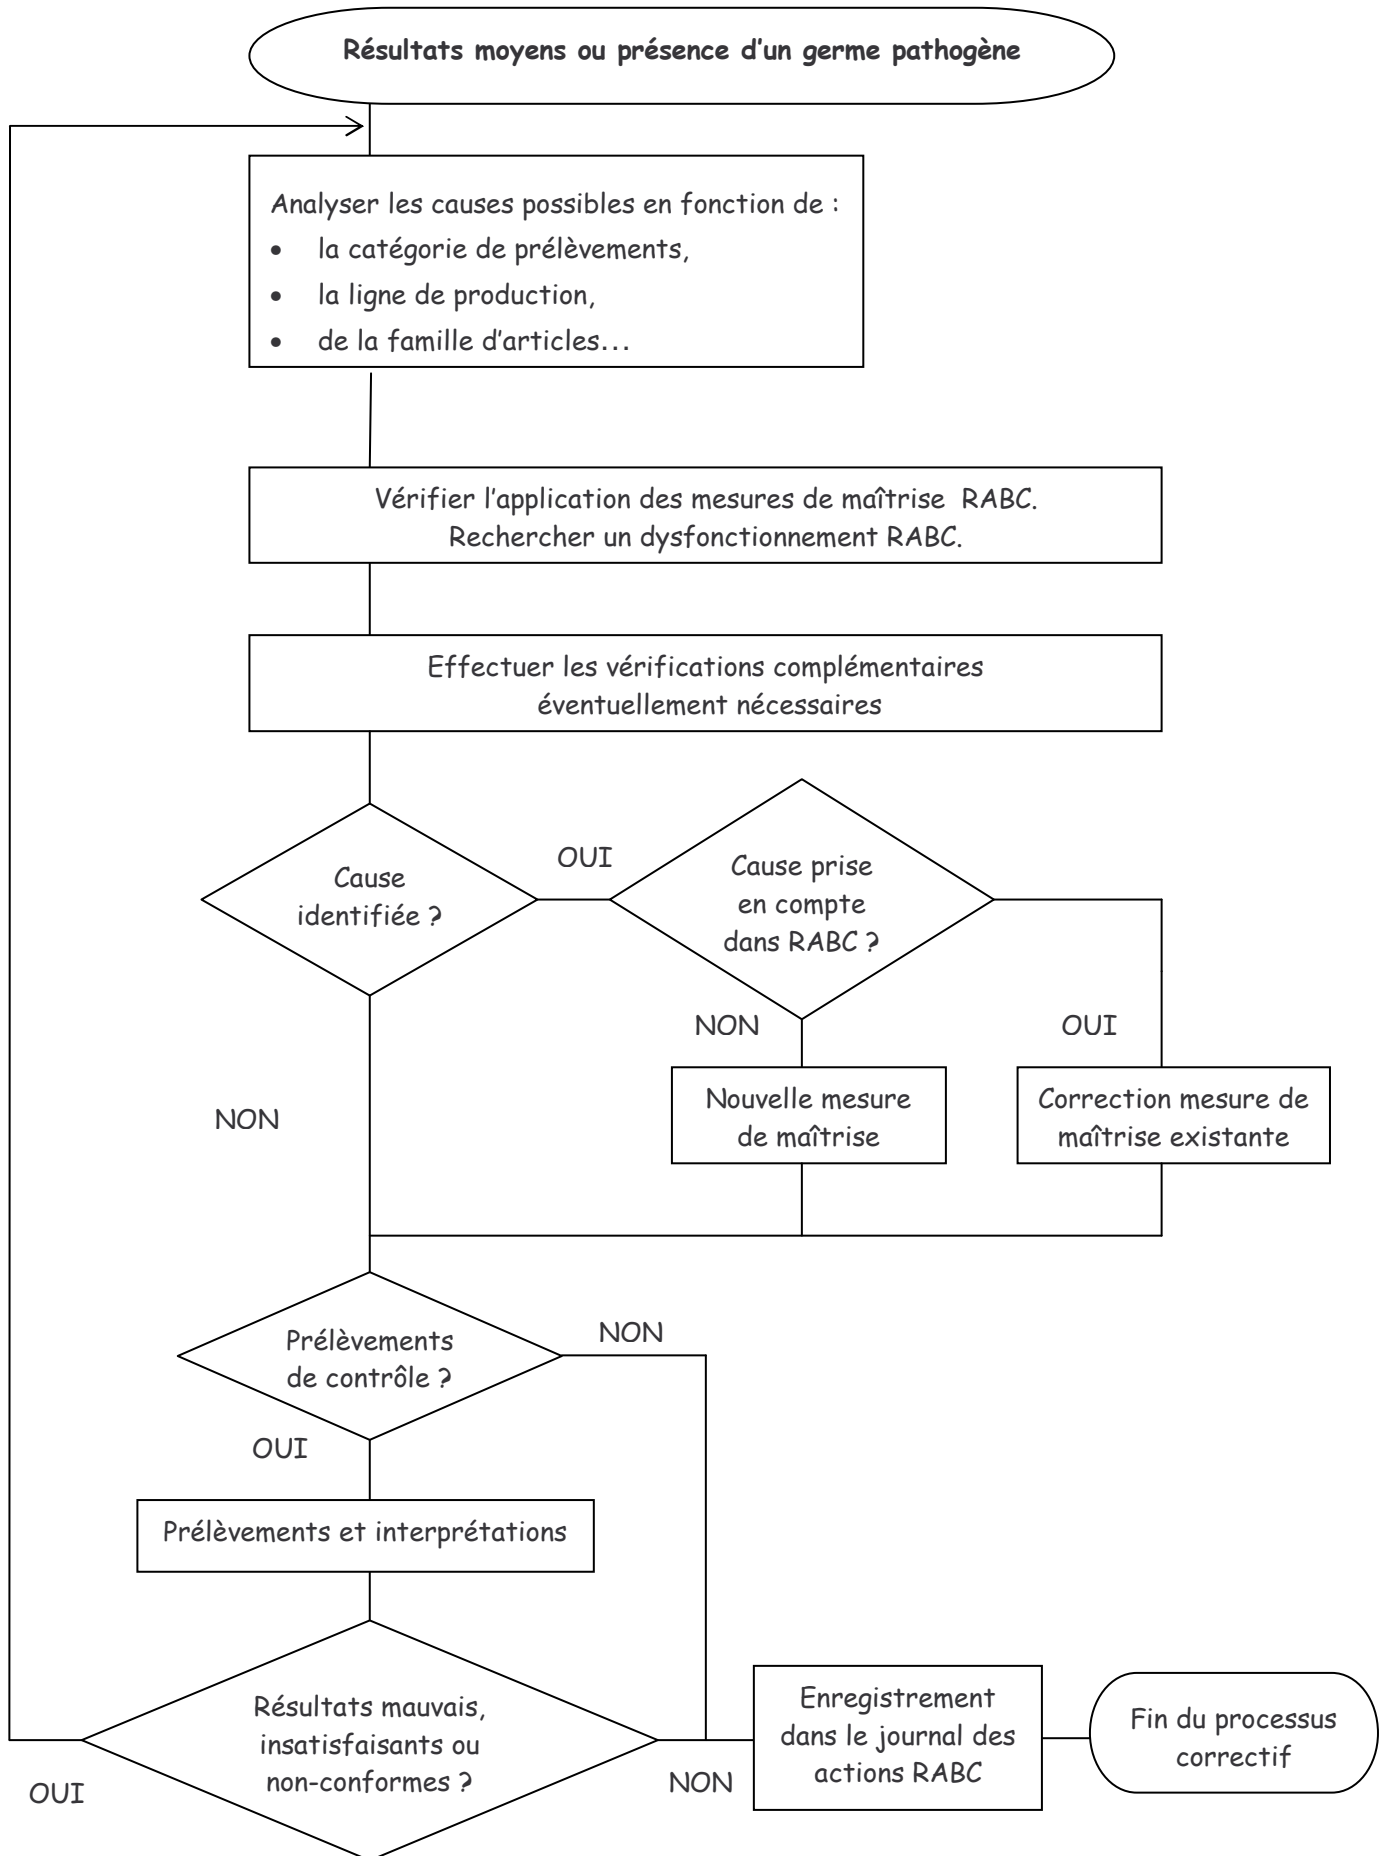 Résultats moyens ou présence d'un germe pathogène
Analyser les causes possibles en fonction de :
• la catégorie de prélèvements,
• la ligne de production,
• de la famille d'articles...
Vérifier l'application des mesures de maîtrise RABC.
Rechercher un dysfonctionnement RABC.
Effectuer les vérifications complémentaires
éventuellement nécessaires
Cause
identifiée ?
OUI
Cause prise
en compte
dans RABC ?
NON
OUI
NON
Nouvelle mesure
de maîtrise
Correction mesure de
maîtrise existante
Prélèvements
de contrôle ?
NON
OUI
Prélèvements et interprétations
Résultats mauvais,
insatisfaisants ou
non-conformes ?
OUI
NON
Enregistrement
dans le journal des
actions RABC
Fin du processus
correctif